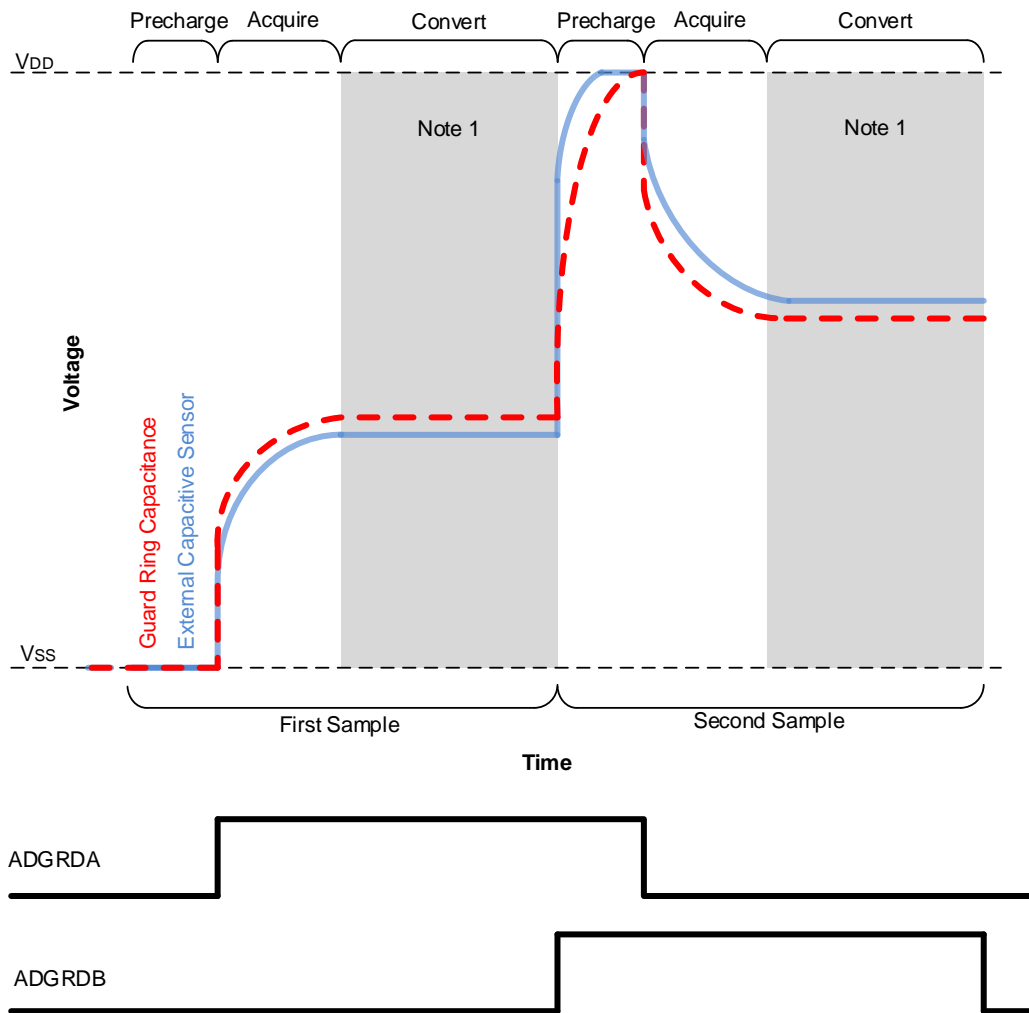 Precharge Acquire Convert Precharge Acquire Convert
VDD
Note 1 Note 1
Voltage
Guard Ring Capacitance
External Capacitive Sensor
VSS
First Sample Second Sample
Time
ADGRDA
ADGRDB